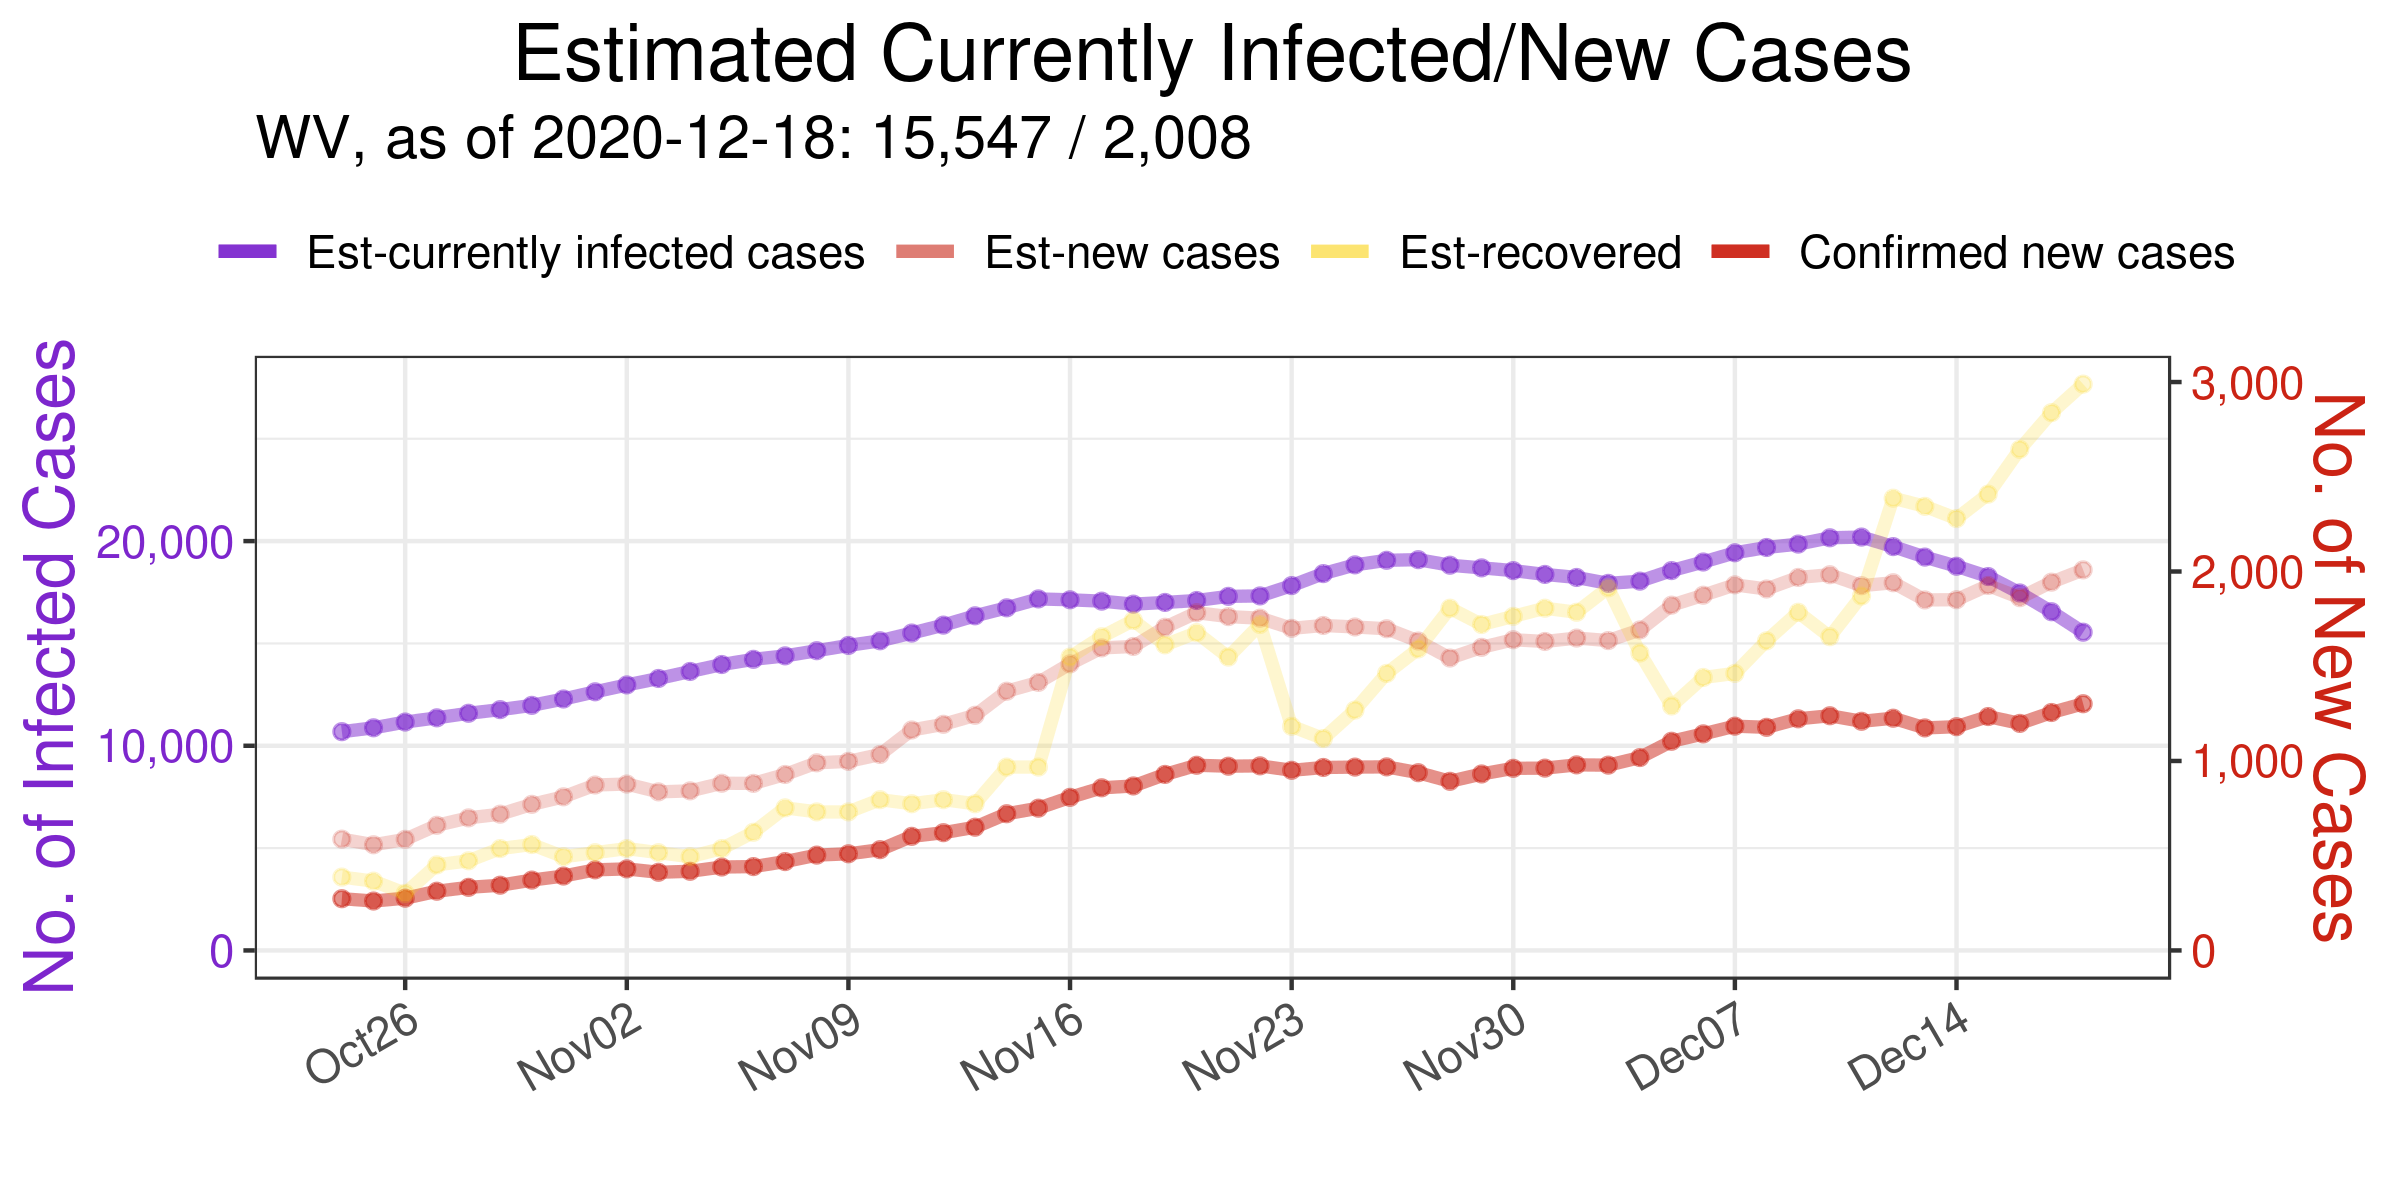 Estimated Currently Infected/New Cases
WV, as of 2020-12-18: 15,547 / 2,008
Est-currently infected cases Est-new cases Est-recovered Confirmed new cases
No. of Infected Cases
20,000
10,000
0
3,000
2,000
1,000
0
No. of New Cases
Oct26 Nov02 Nov09 Nov16 Nov23 Nov30 Dec07 Dec14